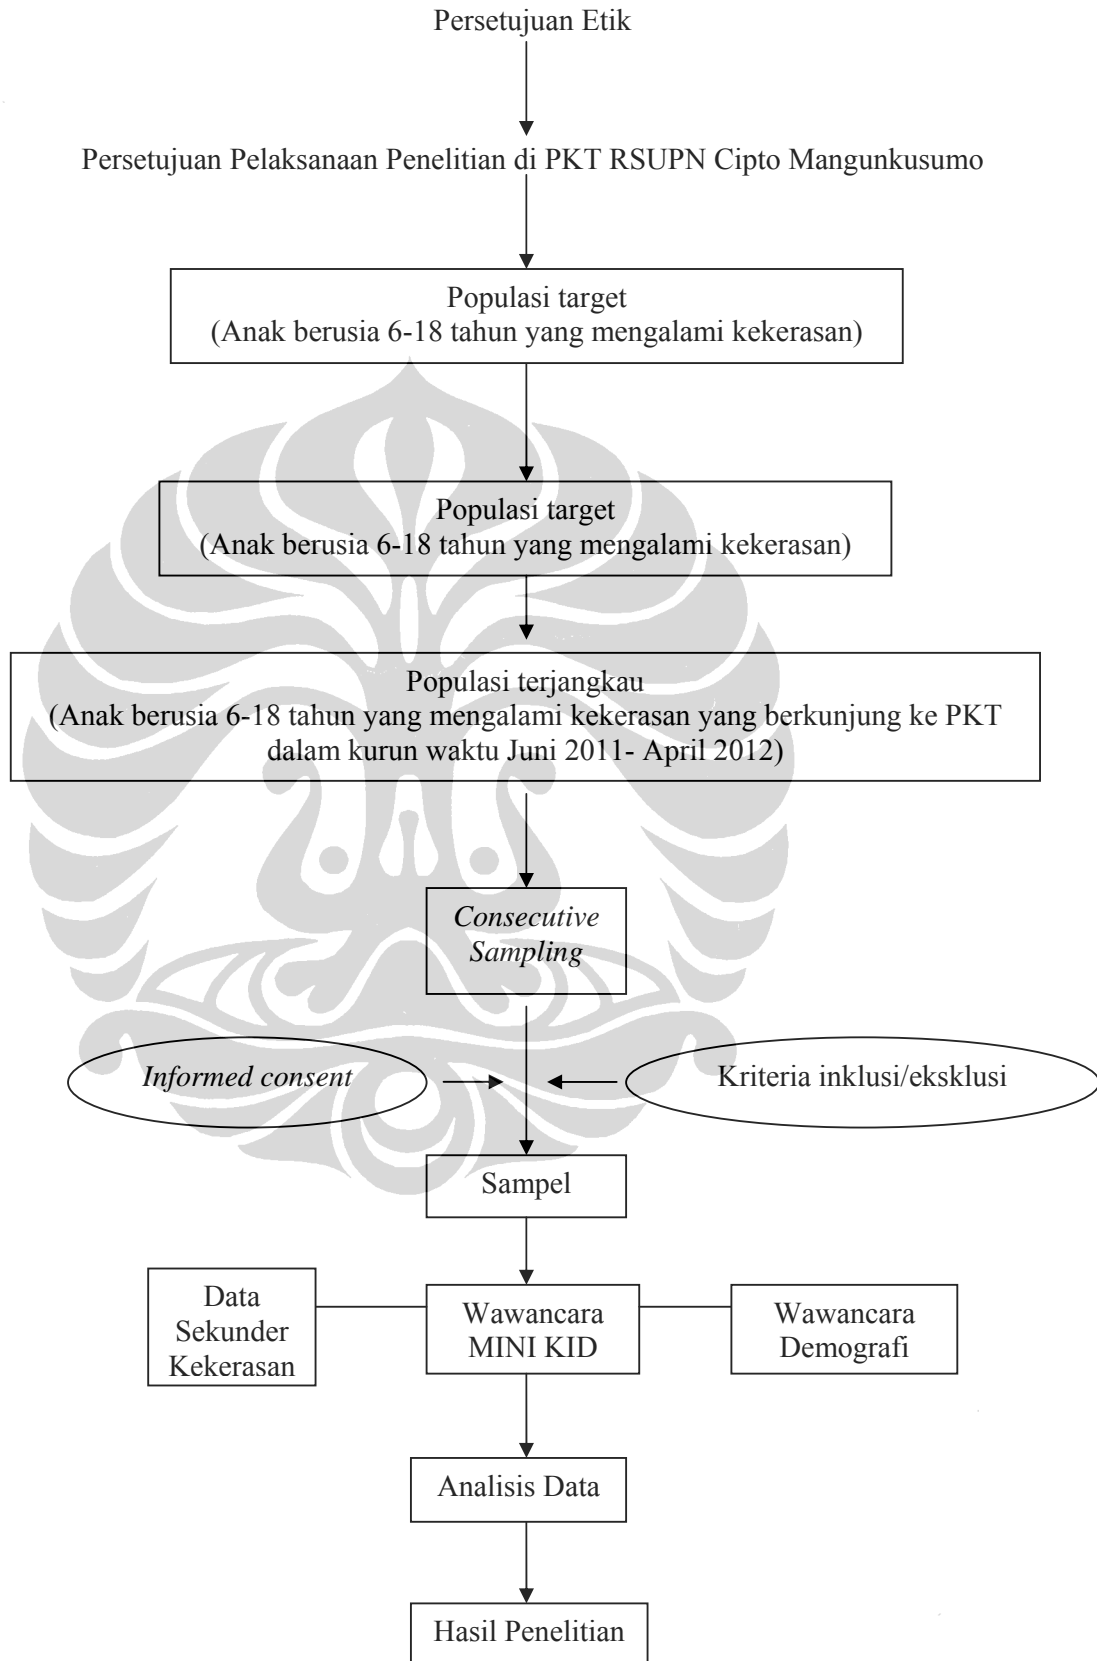 Persetujuan Etik
Persetujuan Pelaksanaan Penelitian di PKT RSUPN Cipto Mangunkusumo
Populasi target
(Anak berusia 6-18 tahun yang mengalami kekerasan)
Populasi target
(Anak berusia 6-18 tahun yang mengalami kekerasan)
Populasi terjangkau
(Anak berusia 6-18 tahun yang mengalami kekerasan yang berkunjung ke PKT
dalam kurun waktu Juni 2011- April 2012)
Consecutive
Sampling
Informed consent
Kriteria inklusi/eksklusi
Sampel
Data
Sekunder
Kekerasan
Wawancara
MINI KID
Wawancara
Demografi
Analisis Data
Hasil Penelitian